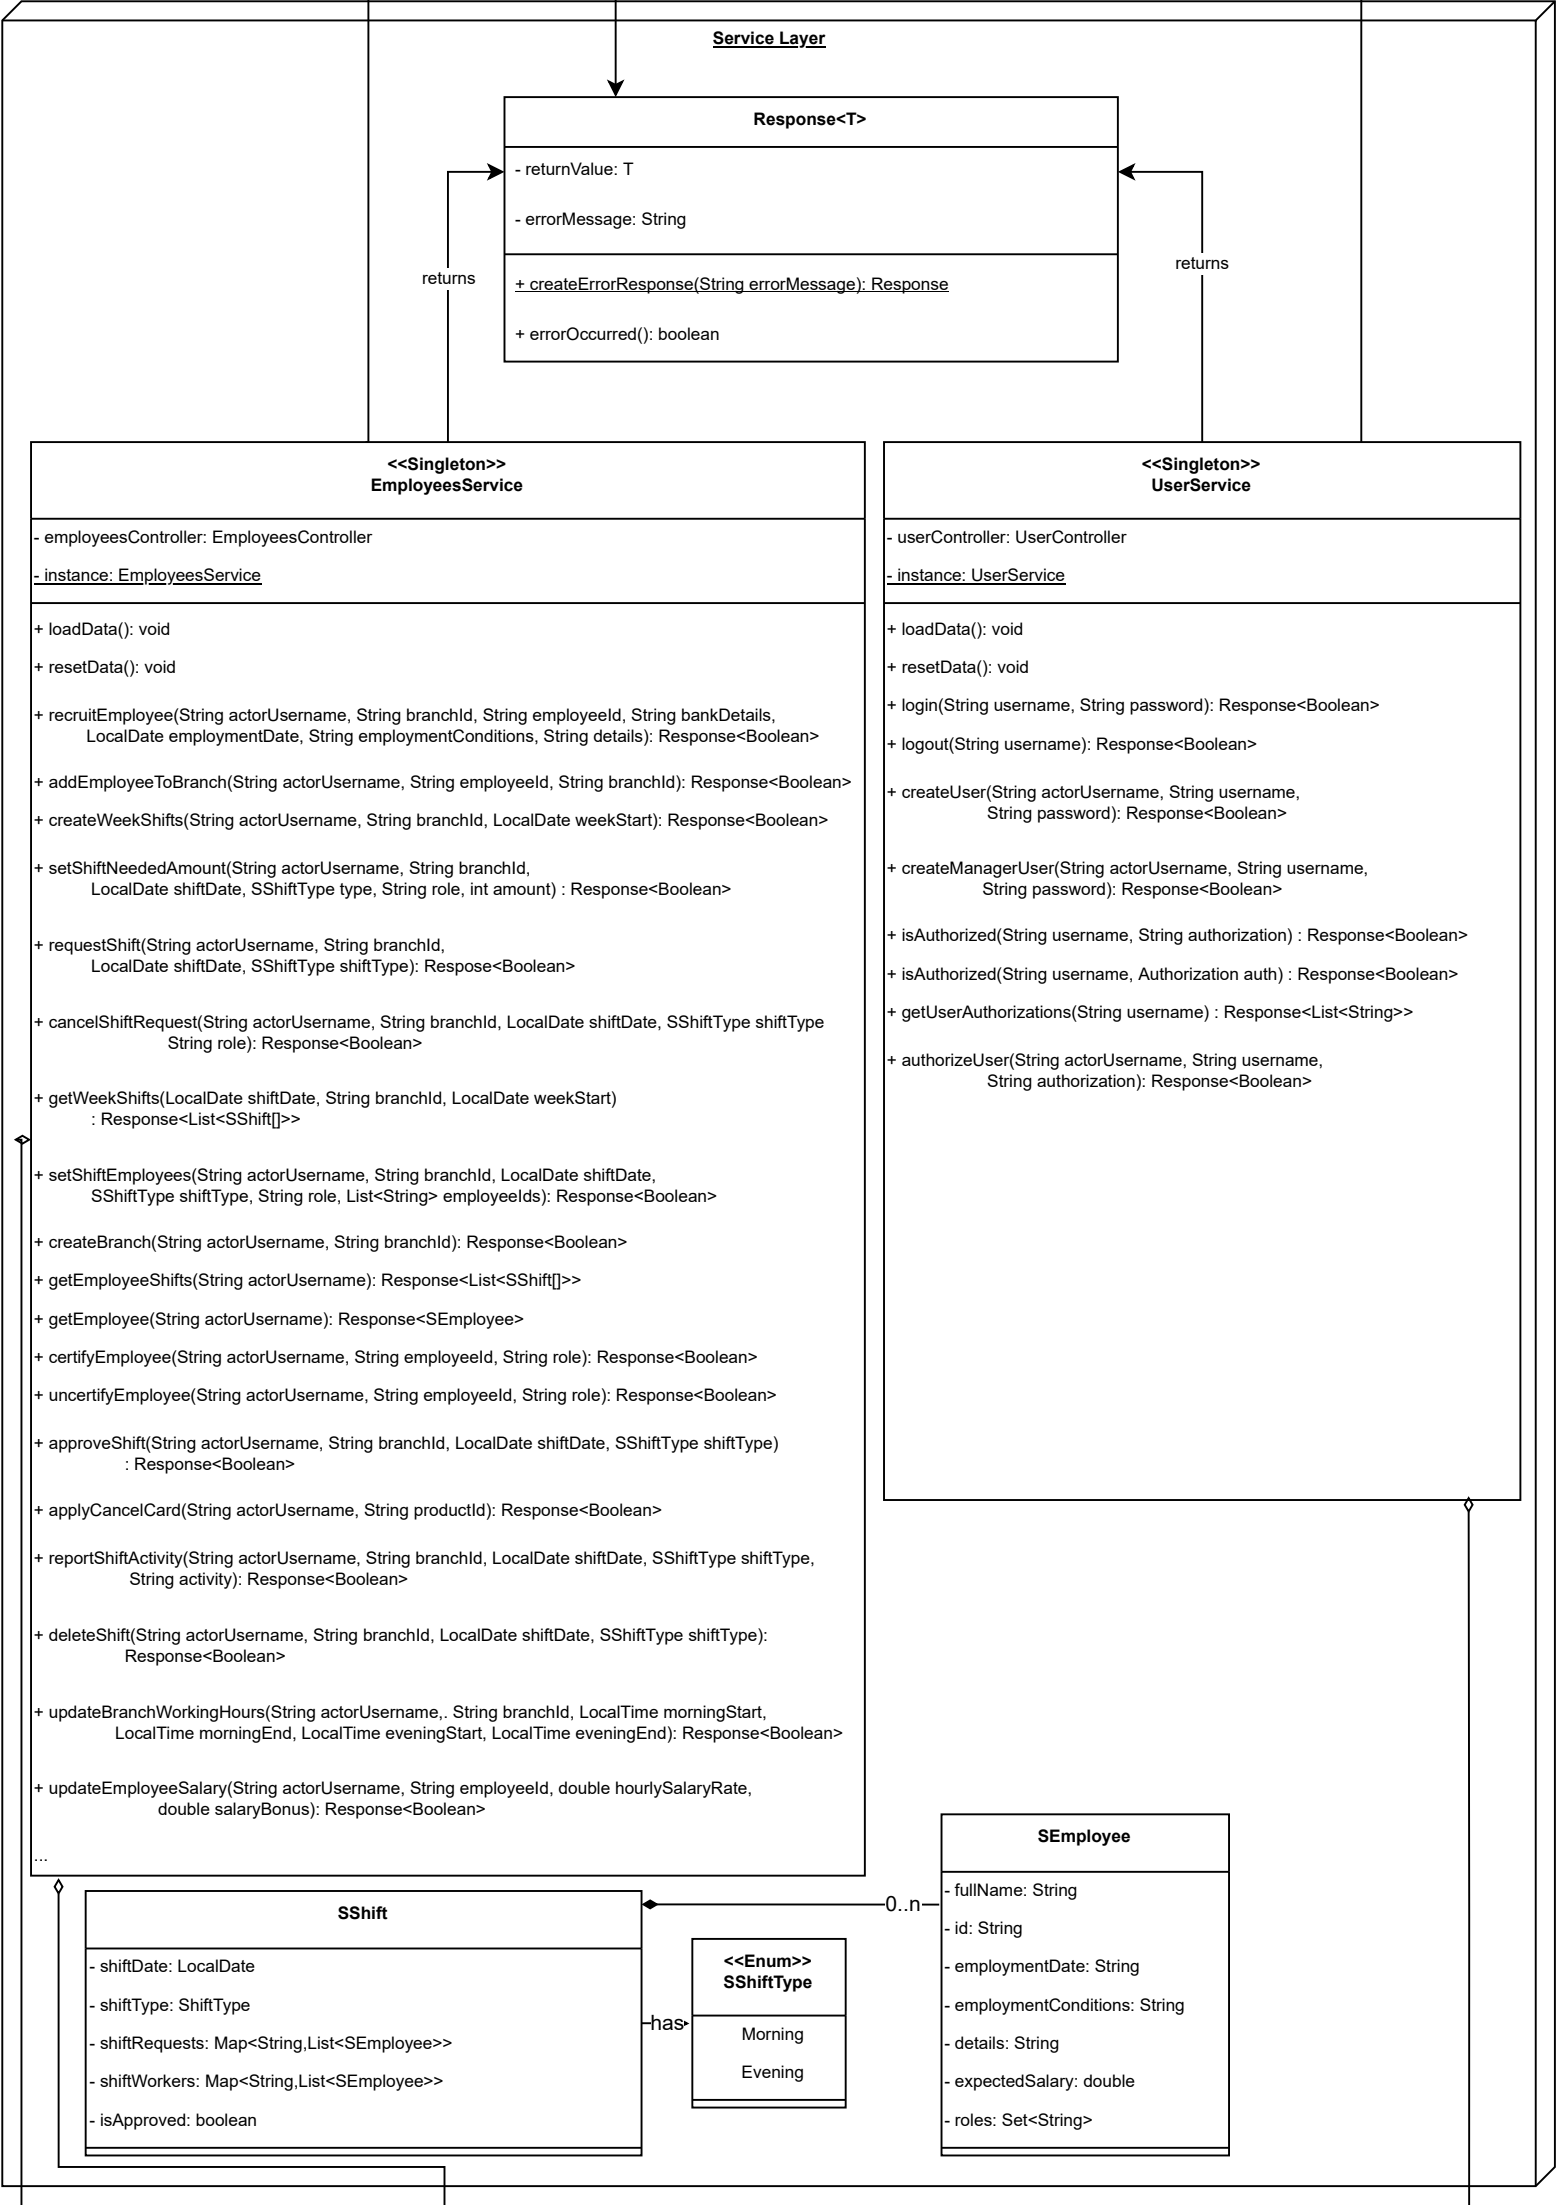 Service Layer
Response<T>
- returnValue: T
- errorMessage: String
+ createErrorResponse(String errorMessage): Response
+ errorOccurred(): boolean
returns
returns
<<Singleton>>
EmployeesService
- employeesController: EmployeesController
- instance: EmployeesService
+ loadData(): void
+ resetData(): void
+ recruitEmployee(String actorUsername, String branchId, String employeeId, String bankDetails,
LocalDate employmentDate, String employmentConditions, String details): Response<Boolean>
+ addEmployeeToBranch(String actorUsername, String employeeId, String branchId): Response<Boolean>
+ createWeekShifts(String actorUsername, String branchId, LocalDate weekStart): Response<Boolean>
+ setShiftNeededAmount(String actorUsername, String branchId,
LocalDate shiftDate, SShiftType type, String role, int amount) : Response<Boolean>
+ requestShift(String actorUsername, String branchId,
LocalDate shiftDate, SShiftType shiftType): Respose<Boolean>
+ cancelShiftRequest(String actorUsername, String branchId, LocalDate shiftDate, SShiftType shiftType
String role): Response<Boolean>
+ getWeekShifts(LocalDate shiftDate, String branchId, LocalDate weekStart)
: Response<List<SShift[]>>
+ setShiftEmployees(String actorUsername, String branchId, LocalDate shiftDate,
SShiftType shiftType, String role, List<String> employeeIds): Response<Boolean>
+ createBranch(String actorUsername, String branchId): Response<Boolean>
+ getEmployeeShifts(String actorUsername): Response<List<SShift[]>>
+ getEmployee(String actorUsername): Response<SEmployee>
+ certifyEmployee(String actorUsername, String employeeId, String role): Response<Boolean>
+ uncertifyEmployee(String actorUsername, String employeeId, String role): Response<Boolean>
+ approveShift(String actorUsername, String branchId, LocalDate shiftDate, SShiftType shiftType)
: Response<Boolean>
+ applyCancelCard(String actorUsername, String productId): Response<Boolean>
+ reportShiftActivity(String actorUsername, String branchId, LocalDate shiftDate, SShiftType shiftType,
String activity): Response<Boolean>
+ deleteShift(String actorUsername, String branchId, LocalDate shiftDate, SShiftType shiftType):
Response<Boolean>
+ updateBranchWorkingHours(String actorUsername,. String branchId, LocalTime morningStart,
LocalTime morningEnd, LocalTime eveningStart, LocalTime eveningEnd): Response<Boolean>
+ updateEmployeeSalary(String actorUsername, String employeeId, double hourlySalaryRate,
double salaryBonus): Response<Boolean>
...
<<Singleton>>
UserService
- userController: UserController
- instance: UserService
+ loadData(): void
+ resetData(): void
+ login(String username, String password): Response<Boolean>
+ logout(String username): Response<Boolean>
+ createUser(String actorUsername, String username,
String password): Response<Boolean>
+ createManagerUser(String actorUsername, String username,
String password): Response<Boolean>
+ isAuthorized(String username, String authorization) : Response<Boolean>
+ isAuthorized(String username, Authorization auth) : Response<Boolean>
+ getUserAuthorizations(String username) : Response<List<String>>
+ authorizeUser(String actorUsername, String username,
String authorization): Response<Boolean>
SShift
- shiftDate: LocalDate
- shiftType: ShiftType
- shiftRequests: Map<String,List<SEmployee>>
- shiftWorkers: Map<String,List<SEmployee>>
- isApproved: boolean
0..n
has
<<Enum>>
SShiftType
Morning
Evening
SEmployee
- fullName: String
- id: String
- employmentDate: String
- employmentConditions: String
- details: String
- expectedSalary: double
- roles: Set<String>